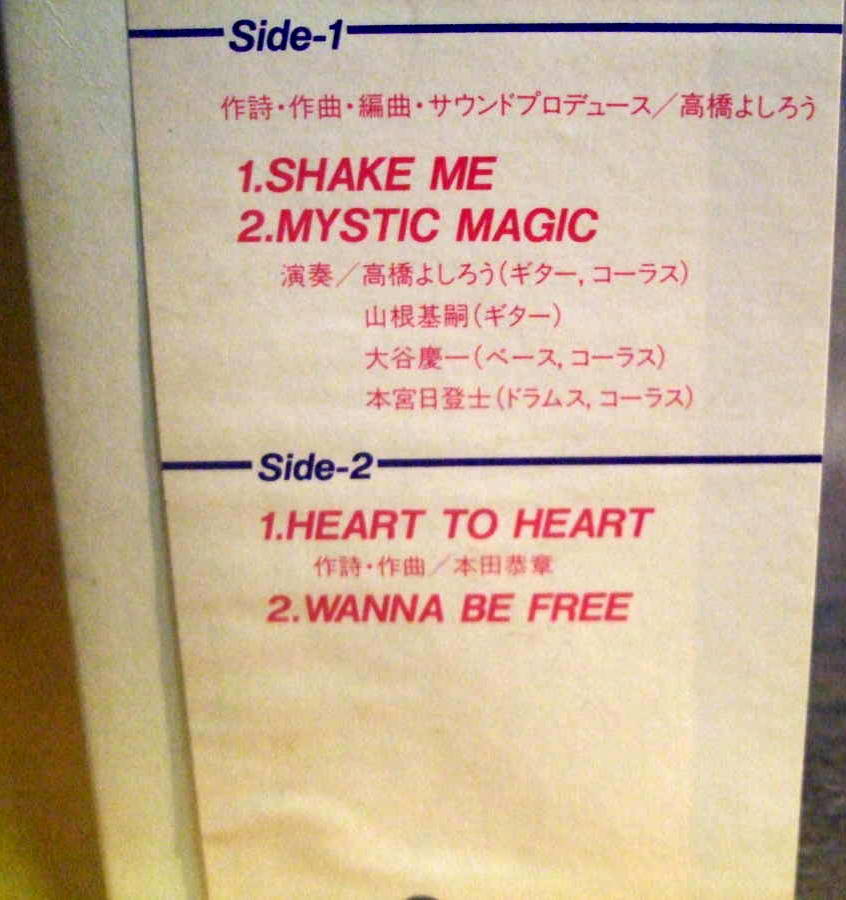 Side-1
作詩・作曲・編曲・サウンドプロデュース／高橋よしろう
1.SHAKE ME
2.MYSTIC MAGIC
演奏／高橋よしろう(ギター, コーラス)
山根基嗣(ギター)
大谷慶一(ベース, コーラス)
本宮日登士(ドラムス, コーラス)
Side-2
1.HEART TO HEART
作詩・作曲／本田恭章
2.WANNA BE FREE